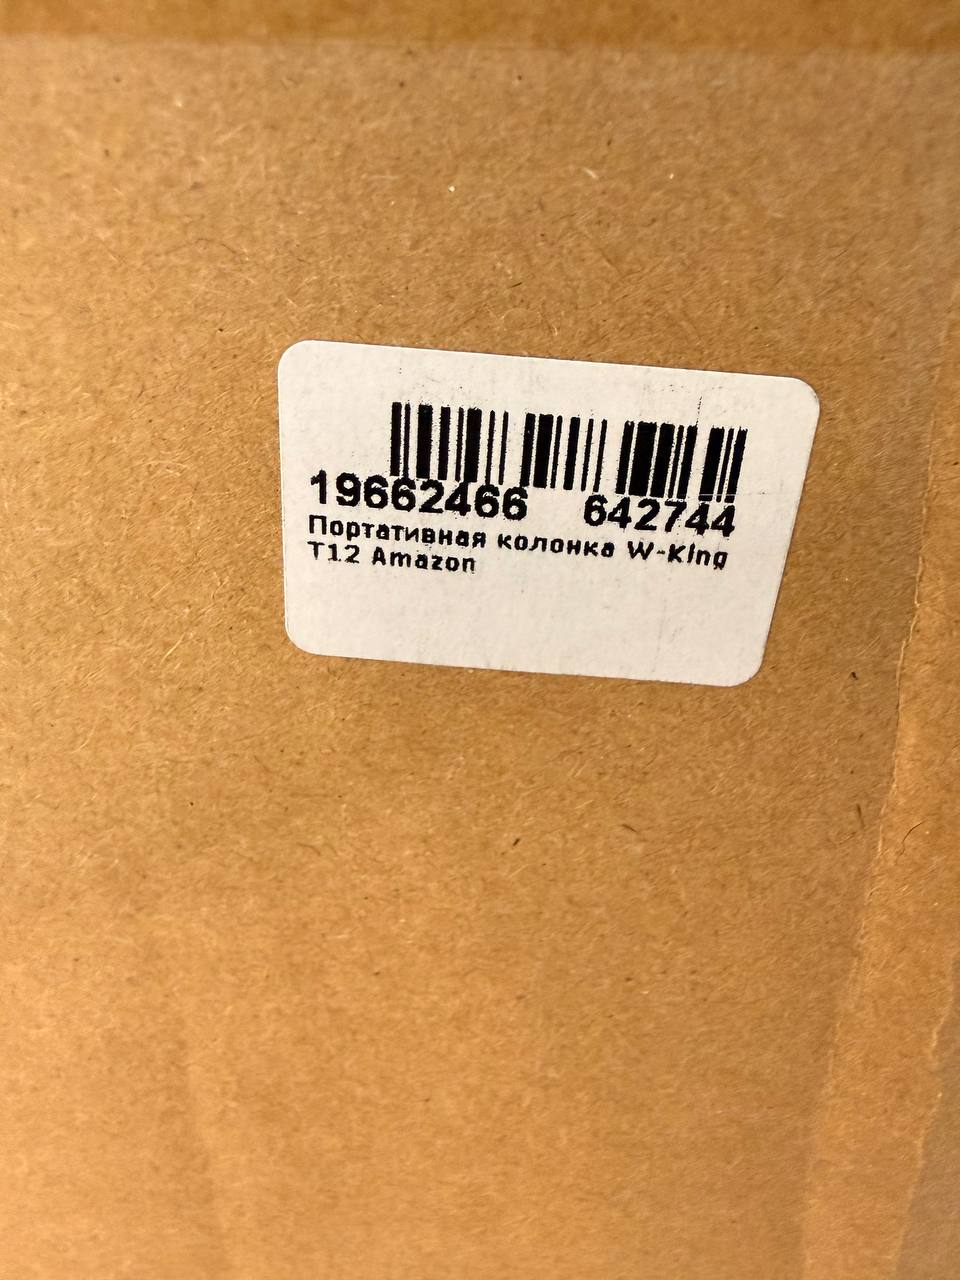 19662466 642744
Портативная колонка W-King
T12 Amazon